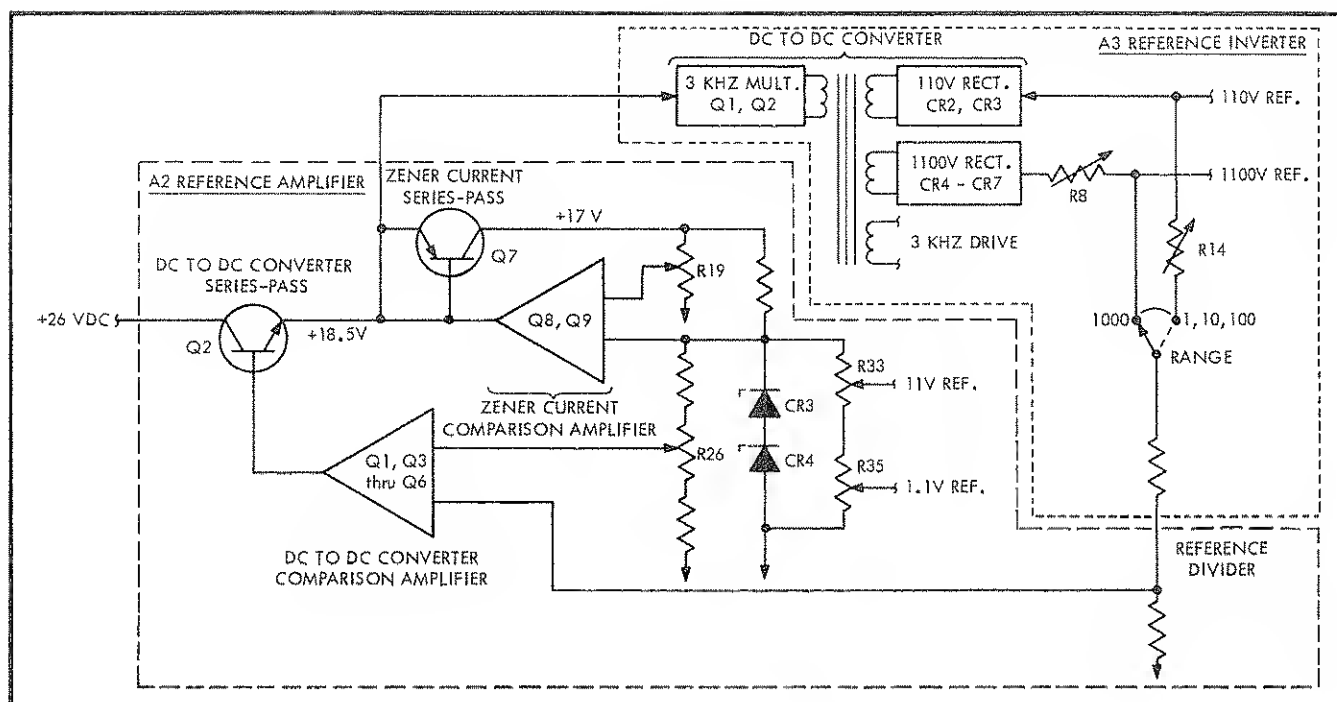 DC TO DC CONVERTER
A3 REFERENCE INVERTER
3 KHZ MULT.
Q1, Q2
110V RECT.
CR2, CR3
110V REF.
1100V RECT.
CR4 - CR7
R8
1100V REF.
3 KHZ DRIVE
R14
1000
1, 10, 100
RANGE
A2 REFERENCE AMPLIFIER
ZENER CURRENT
SERIES-PASS
+17 V
Q7
R19
DC TO DC CONVERTER
SERIES-PASS
+26 VDC
Q2
+18.5V
Q8, Q9
ZENER CURRENT
COMPARISON AMPLIFIER
R33
11V REF.
CR3
CR4
R26
R35
1.1V REF.
Q1, Q3
thru Q6
DC TO DC CONVERTER
COMPARISON AMPLIFIER
REFERENCE
DIVIDER